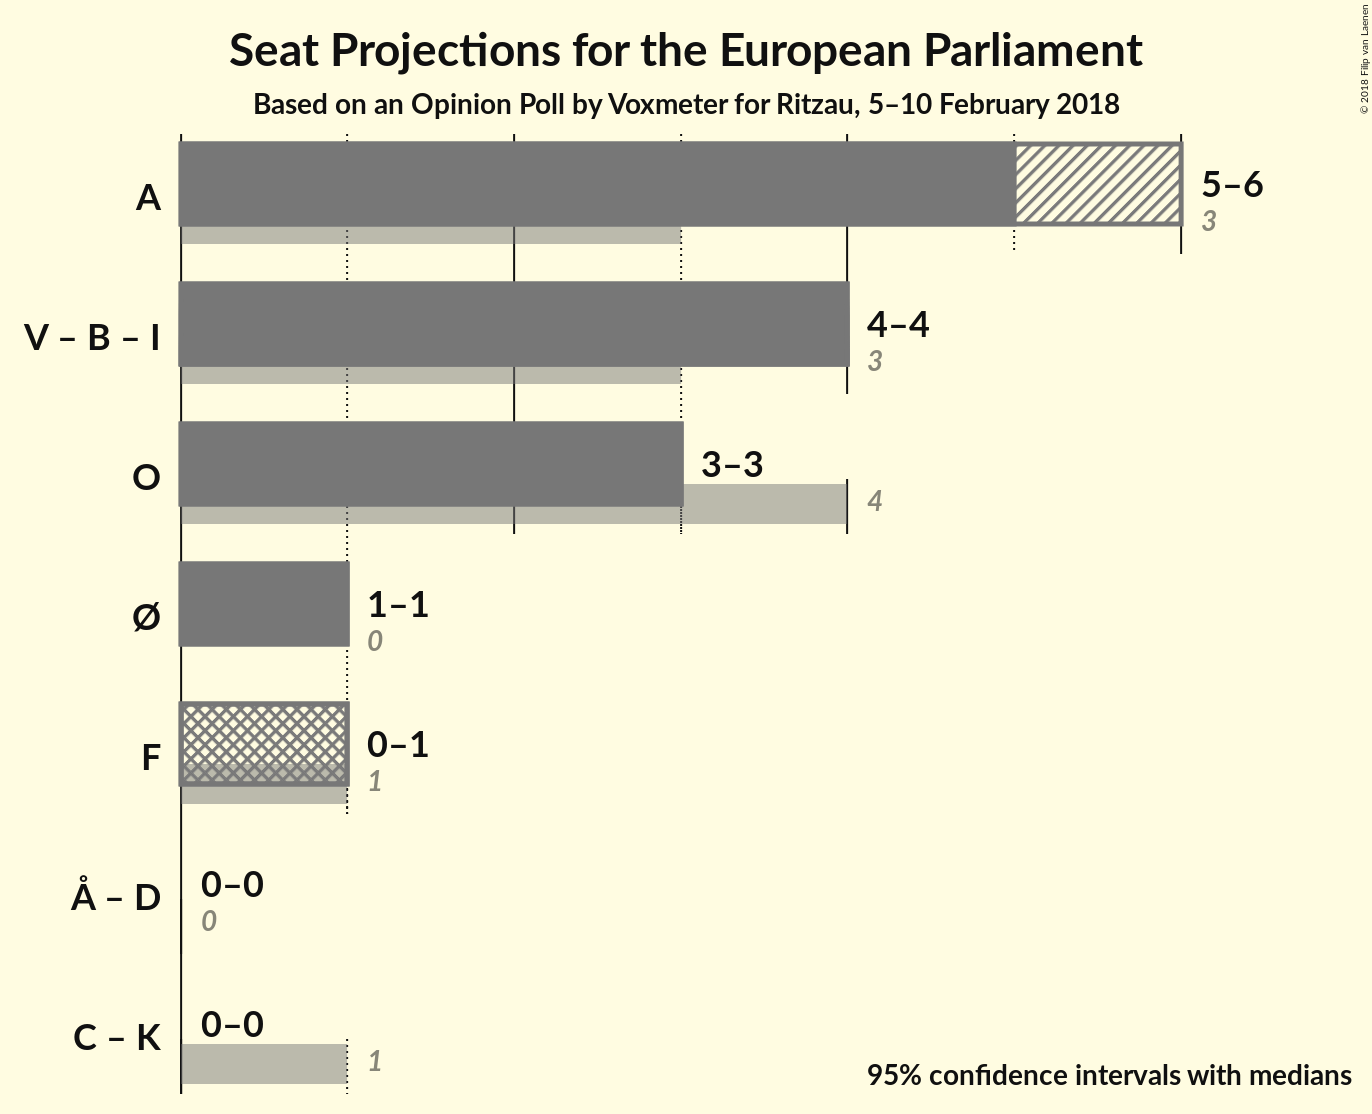 Seat Projections for the European Parliament
Based on an Opinion Poll by Voxmeter for Ritzau, 5–10 February 2018
© 2018 Filip van Laenen
A
5–6
3
V – B – I
4–4
3
O
3–3
4
Ø
1–1
0
F
0–1
1
Å – D
0–0
0
C – K
0–0
1
95% confidence intervals with medians